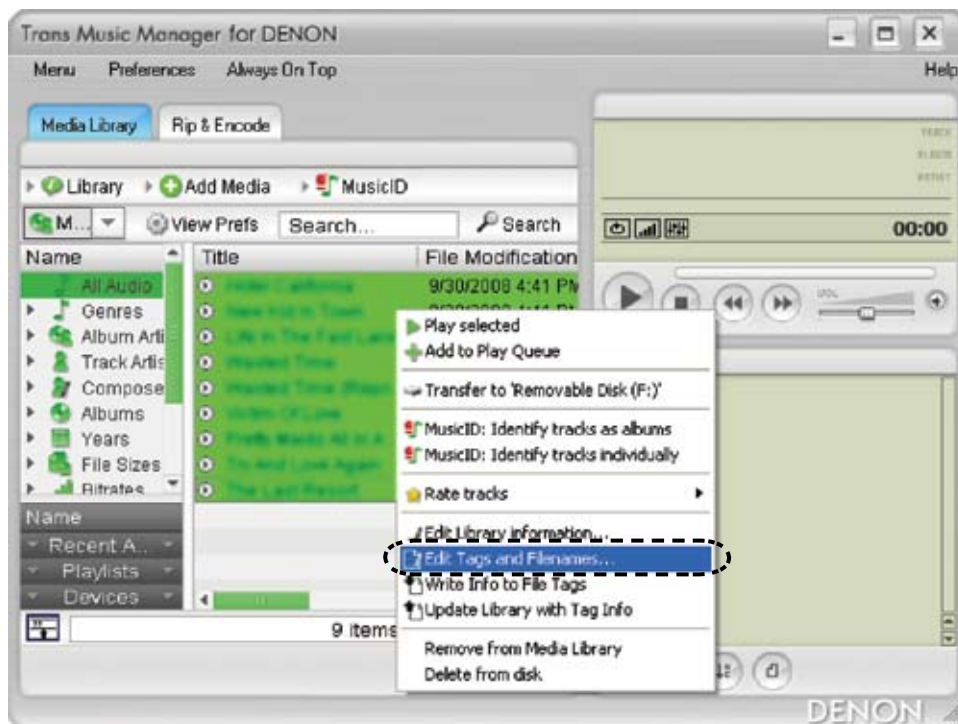 Trans Music Manager for DENON
Menu Preferences Always On Top Help
Media Library Rip & Encode
TRACK
ALBUM
ARTIST
Library Add Media MusicID
M... View Prefs Search... Search
00:00
Name Title File Modification
All Audio 9/30/2008 4:41 PM
Genres
Album Arti
Track Artis
Compose
Albums
Years
File Sizes
Bitrates
VOL
Play selected
Add to Play Queue
Transfer to 'Removable Disk (F:)'
MusicID: Identify tracks as albums
MusicID: Identify tracks individually
Rate tracks
Edit Library information...
Edit Tags and Filenames...
Write Info to File Tags
Update Library with Tag Info
Remove from Media Library
Delete from disk
Name
Recent A...
Playlists
Devices
9 items
DENON